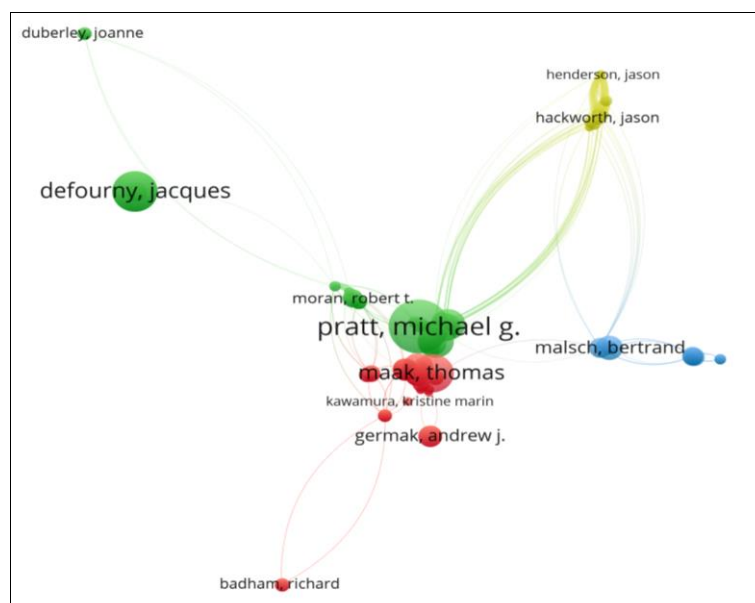 duberley, joanne
henderson, jason
hackworth, jason
defourny, jacques
moran, robert t.
pratt, michael g.
malsch, bertrand
maak, thomas
kawamura, kristine marin
germak, andrew j.
badham, richard